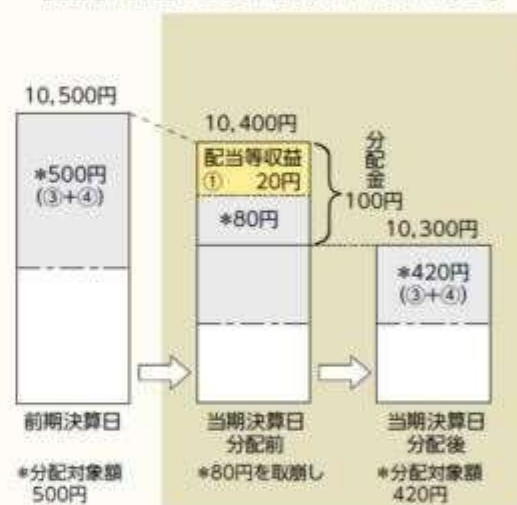 10,500円
*500円
(③+④)
前期決算日
*分配対象額
500円
10,400円
配当等収益
① 20円
*80円
分配金
100円
当期決算日
分配前
*80円を取崩し
10,300円
*420円
(③+④)
当期決算日
分配後
*分配対象額
420円